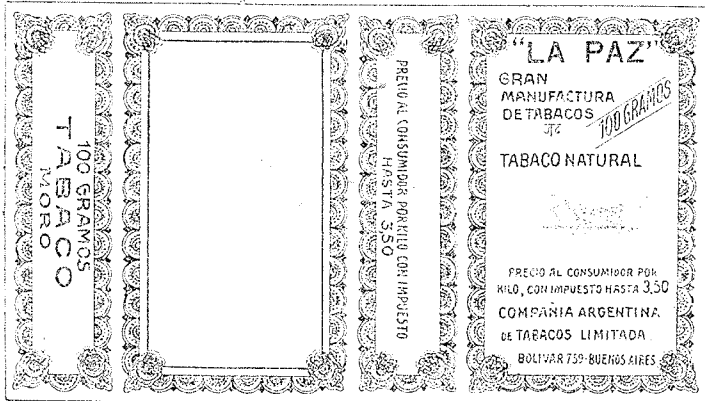 100 GRAMOS
TABACO
MORO
PRECIO AL CONSUMIDOR POR KILO CON IMPUESTO
HASTA 3,50
"LA PAZ"
GRAN
MANUFACTURA
DE TABACOS
100 GRAMOS
TABACO NATURAL
PRECIO AL CONSUMIDOR POR
KILO, CON IMPUESTO HASTA 3,50
COMPAÑIA ARGENTINA
DE TABACOS LIMITADA
BOLIVAR 759-BUENOS AIRES